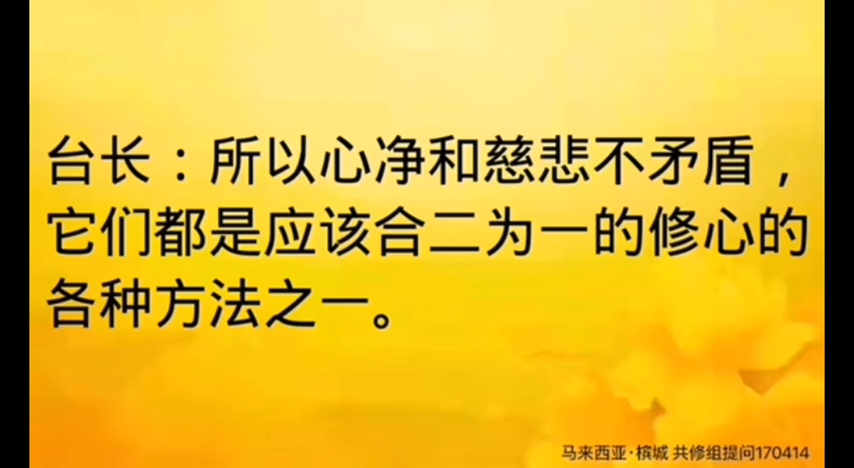 台长：所以心净和慈悲不矛盾，
它们都是应该合二为一的修心的
各种方法之一。
马来西亚·槟城 共修组提问170414